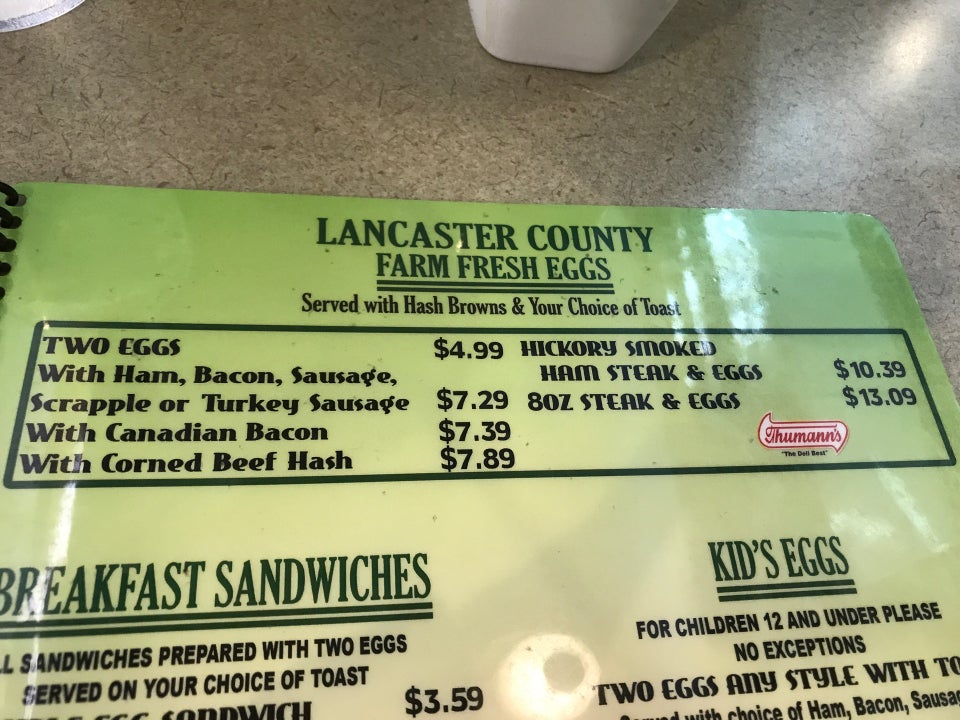 LANCASTER COUNTY
FARM FRESH EGGS
Served with Hash Browns & Your Choice of Toast
TWO EGGS $4.99
With Ham, Bacon, Sausage,
Scrapple or Turkey Sausage $7.29
With Canadian Bacon $7.39
With Corned Beef Hash $7.89
HICKORY SMOKED
HAM STEAK & EGGS $10.39
8OZ STEAK & EGGS $13.09
Thumann's
"The Deli Best"
BREAKFAST SANDWICHES
SANDWICHES PREPARED WITH TWO EGGS
SERVED ON YOUR CHOICE OF TOAST
EGG SANDWICH $3.59
KID'S EGGS
FOR CHILDREN 12 AND UNDER PLEASE
NO EXCEPTIONS
TWO EGGS ANY STYLE WITH
Served with choice of Ham, Bacon,